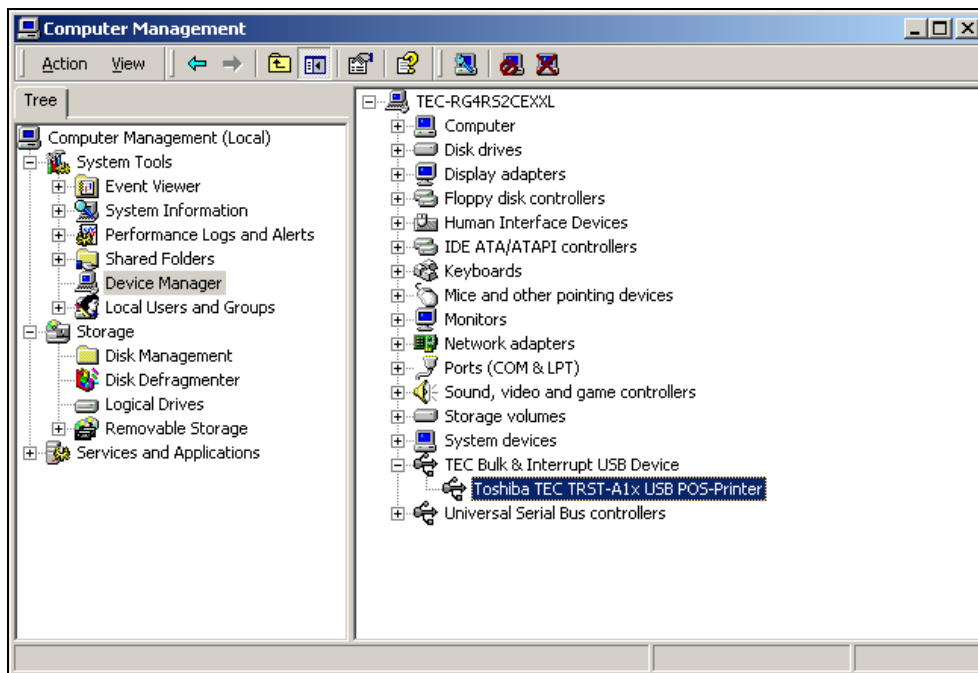 Computer Management
Action View
Tree
Computer Management (Local)
System Tools
Event Viewer
System Information
Performance Logs and Alerts
Shared Folders
Device Manager
Local Users and Groups
Storage
Disk Management
Disk Defragmenter
Logical Drives
Removable Storage
Services and Applications
TEC-RG4RS2CEXXL
Computer
Disk drives
Display adapters
Floppy disk controllers
Human Interface Devices
IDE ATA/ATAPI controllers
Keyboards
Mice and other pointing devices
Monitors
Network adapters
Ports (COM & LPT)
Sound, video and game controllers
Storage volumes
System devices
TEC Bulk & Interrupt USB Device
Toshiba TEC TRST-A1x USB POS-Printer
Universal Serial Bus controllers